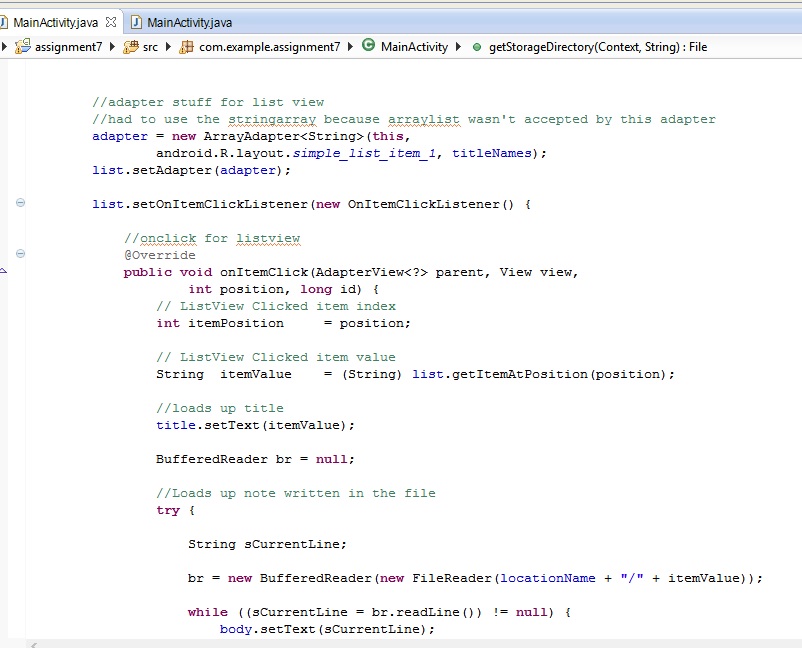 MainActivity.java MainActivity.java
assignment7 src com.example.assignment7 MainActivity getStorageDirectory(Context, String) : File
//adapter stuff for list view
//had to use the stringarray because arraylist wasn't accepted by this adapter
adapter = new ArrayAdapter<String>(this,
android.R.layout.simple_list_item_1, titleNames);
list.setAdapter(adapter);
list.setOnItemClickListener(new OnItemClickListener() {
//onclick for listview
@Override
public void onItemClick(AdapterView<?> parent, View view,
int position, long id) {
// ListView Clicked item index
int itemPosition     = position;
// ListView Clicked item value
String  itemValue    = (String) list.getItemAtPosition(position);
//loads up title
title.setText(itemValue);
BufferedReader br = null;
//Loads up note written in the file
try {
String sCurrentLine;
br = new BufferedReader(new FileReader(locationName + "/" + itemValue));
while ((sCurrentLine = br.readLine()) != null) {
body.setText(sCurrentLine);